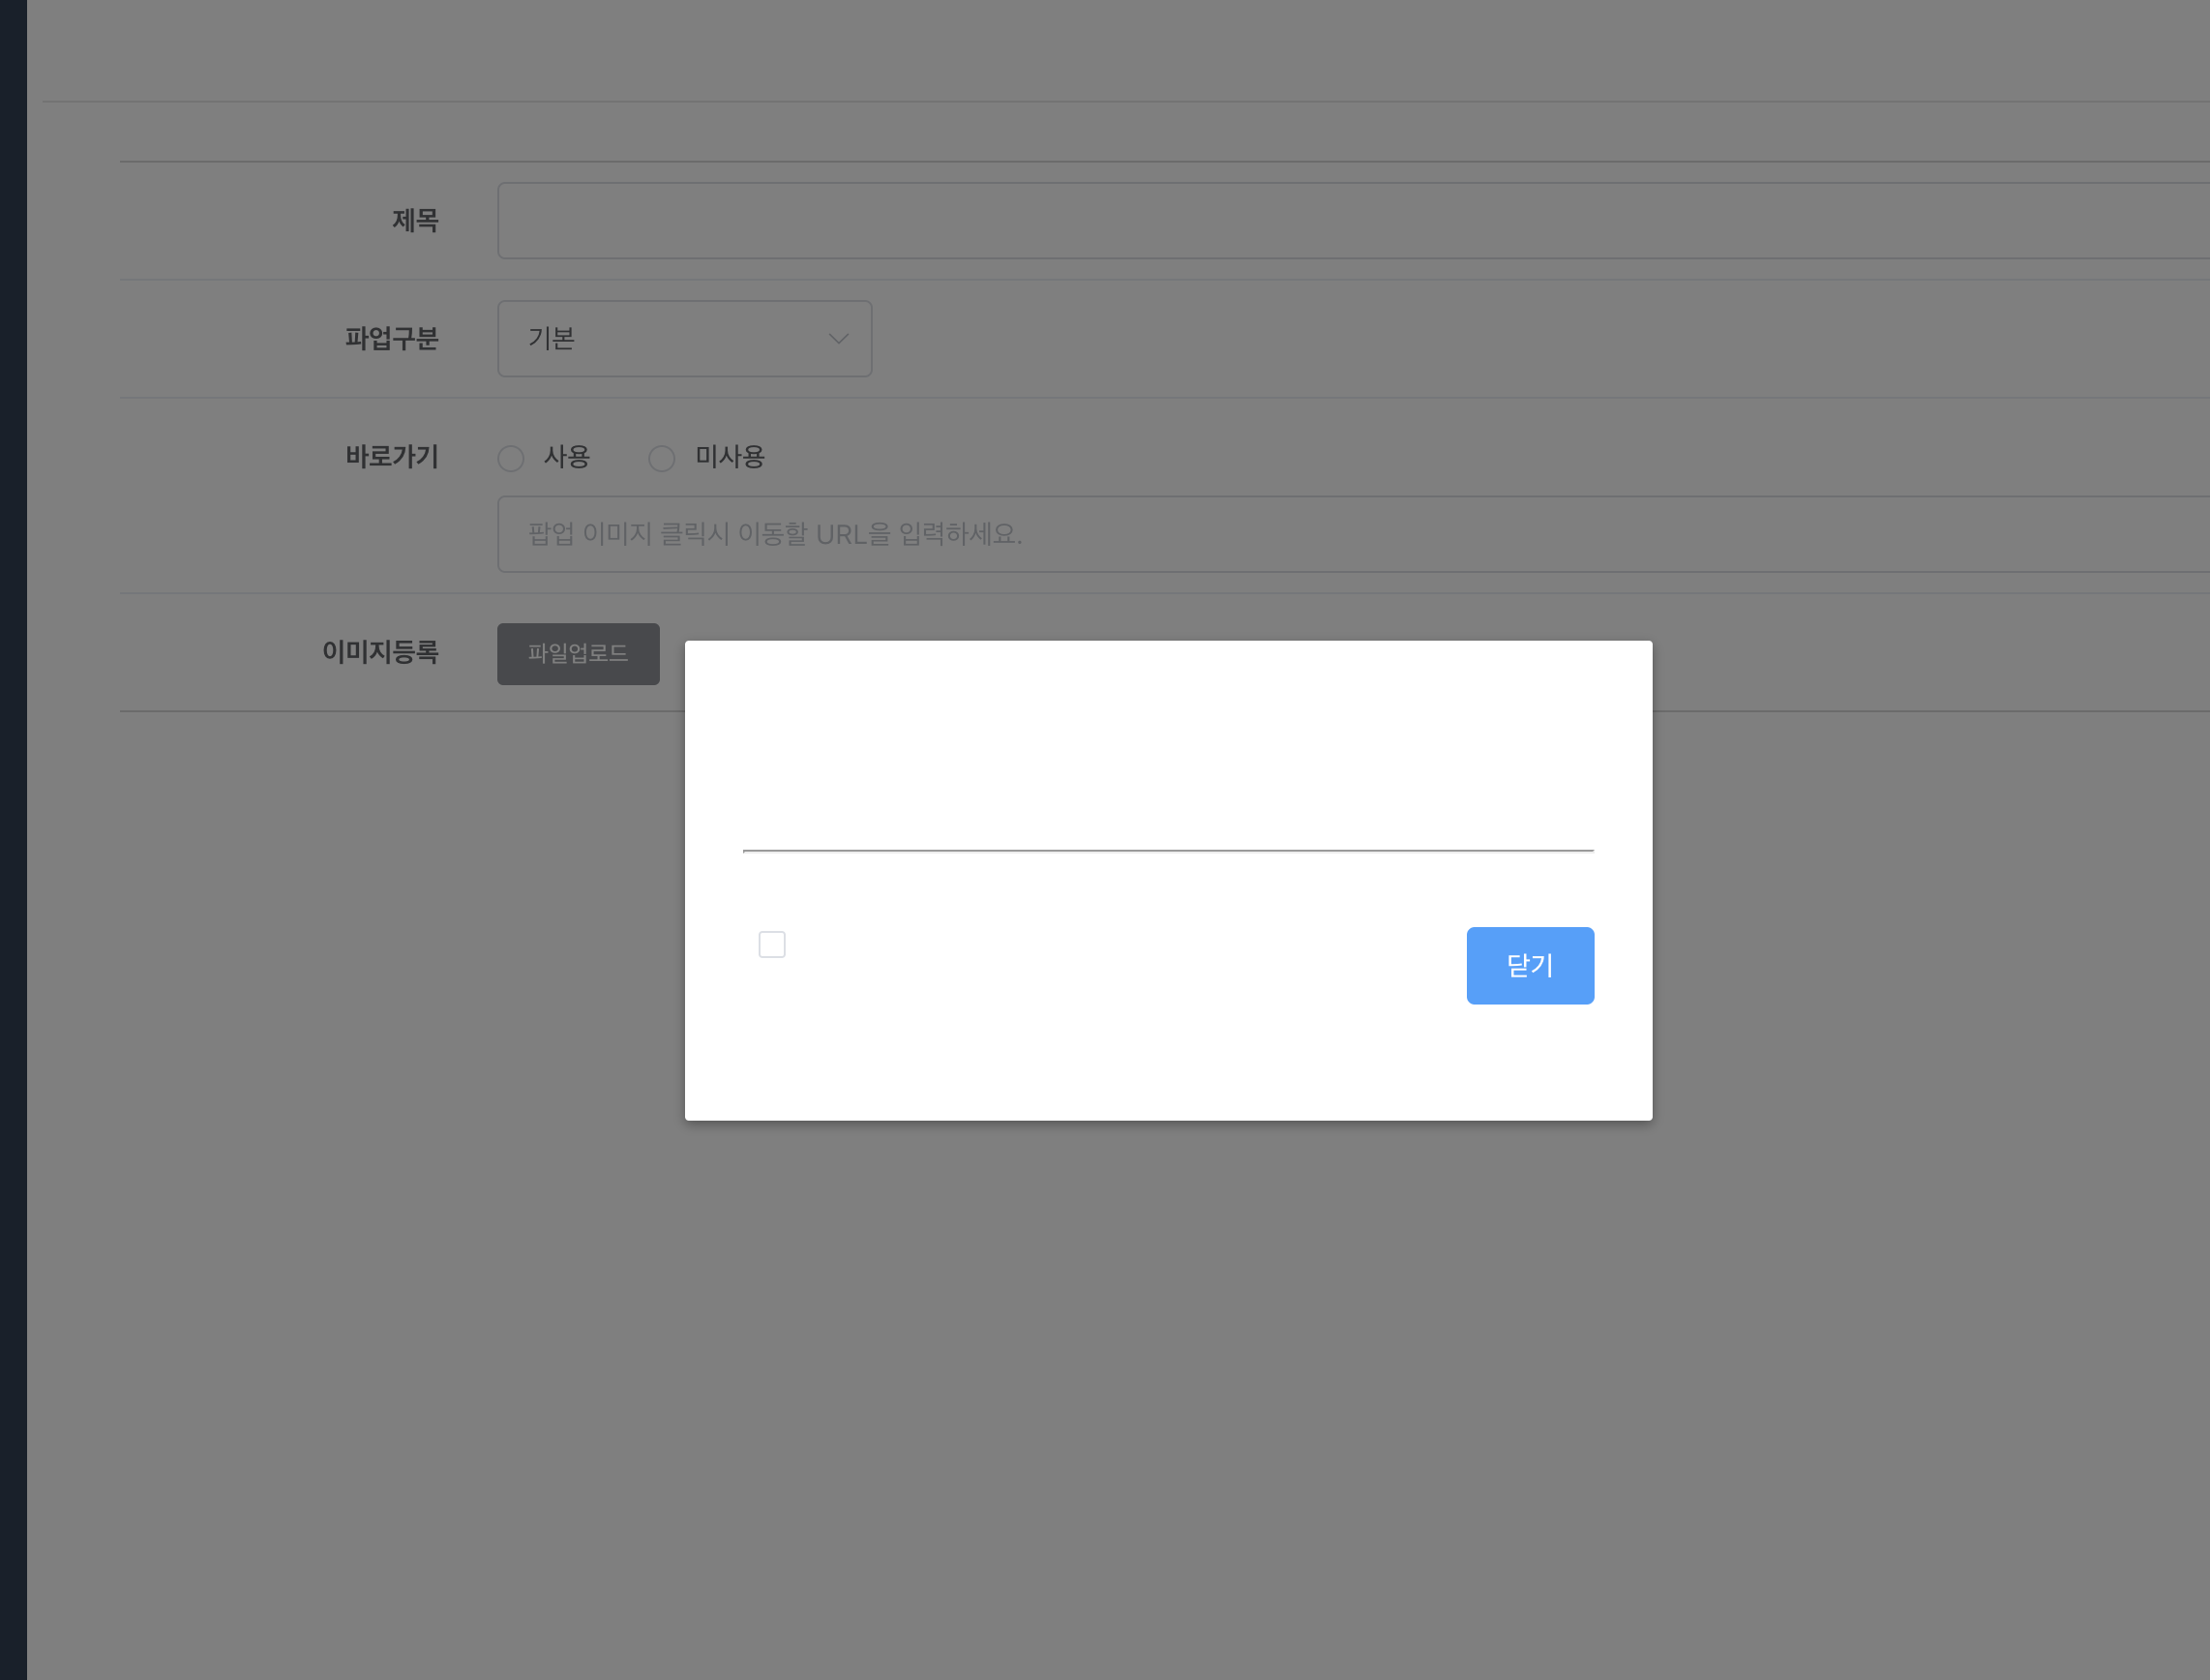 제목
파업구분
기본
바로가기
사용
미사용
팝업 이미지 클릭시 이동할 URL을 입력하세요.
이미지등록
파일업로드
닫기